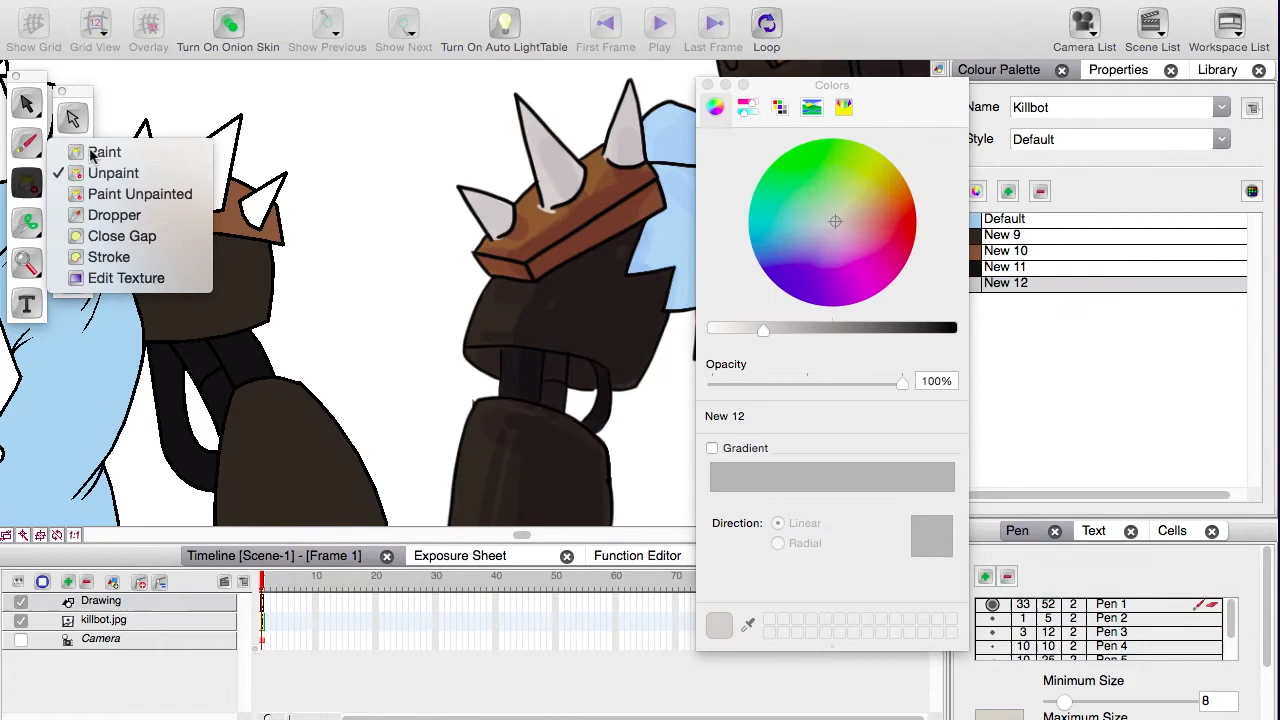 Show Grid Grid View Overlay Turn On Onion Skin Show Previous Show Next Turn On Auto LightTable First Frame Play Last Frame Loop Camera List Scene List Workspace List
12
Colour Palette Properties Library
Colors
Name Killbot
Style Default
Paint
Unpaint
Paint Unpainted
Dropper
Close Gap
Stroke
Edit Texture
T
Default
New 9
New 10
New 11
New 12
Opacity
100%
New 12
Gradient
Direction: Linear
Radial
1:1
Pen Text Cells
Timeline [Scene-1] - [Frame 1] Exposure Sheet Function Editor
10 20 30 40 50 60 70
Drawing
killbot.jpg
Camera
33 52 2 Pen 1
1 5 2 Pen 2
3 12 2 Pen 3
10 10 2 Pen 4
Minimum Size
8
Maximum Size